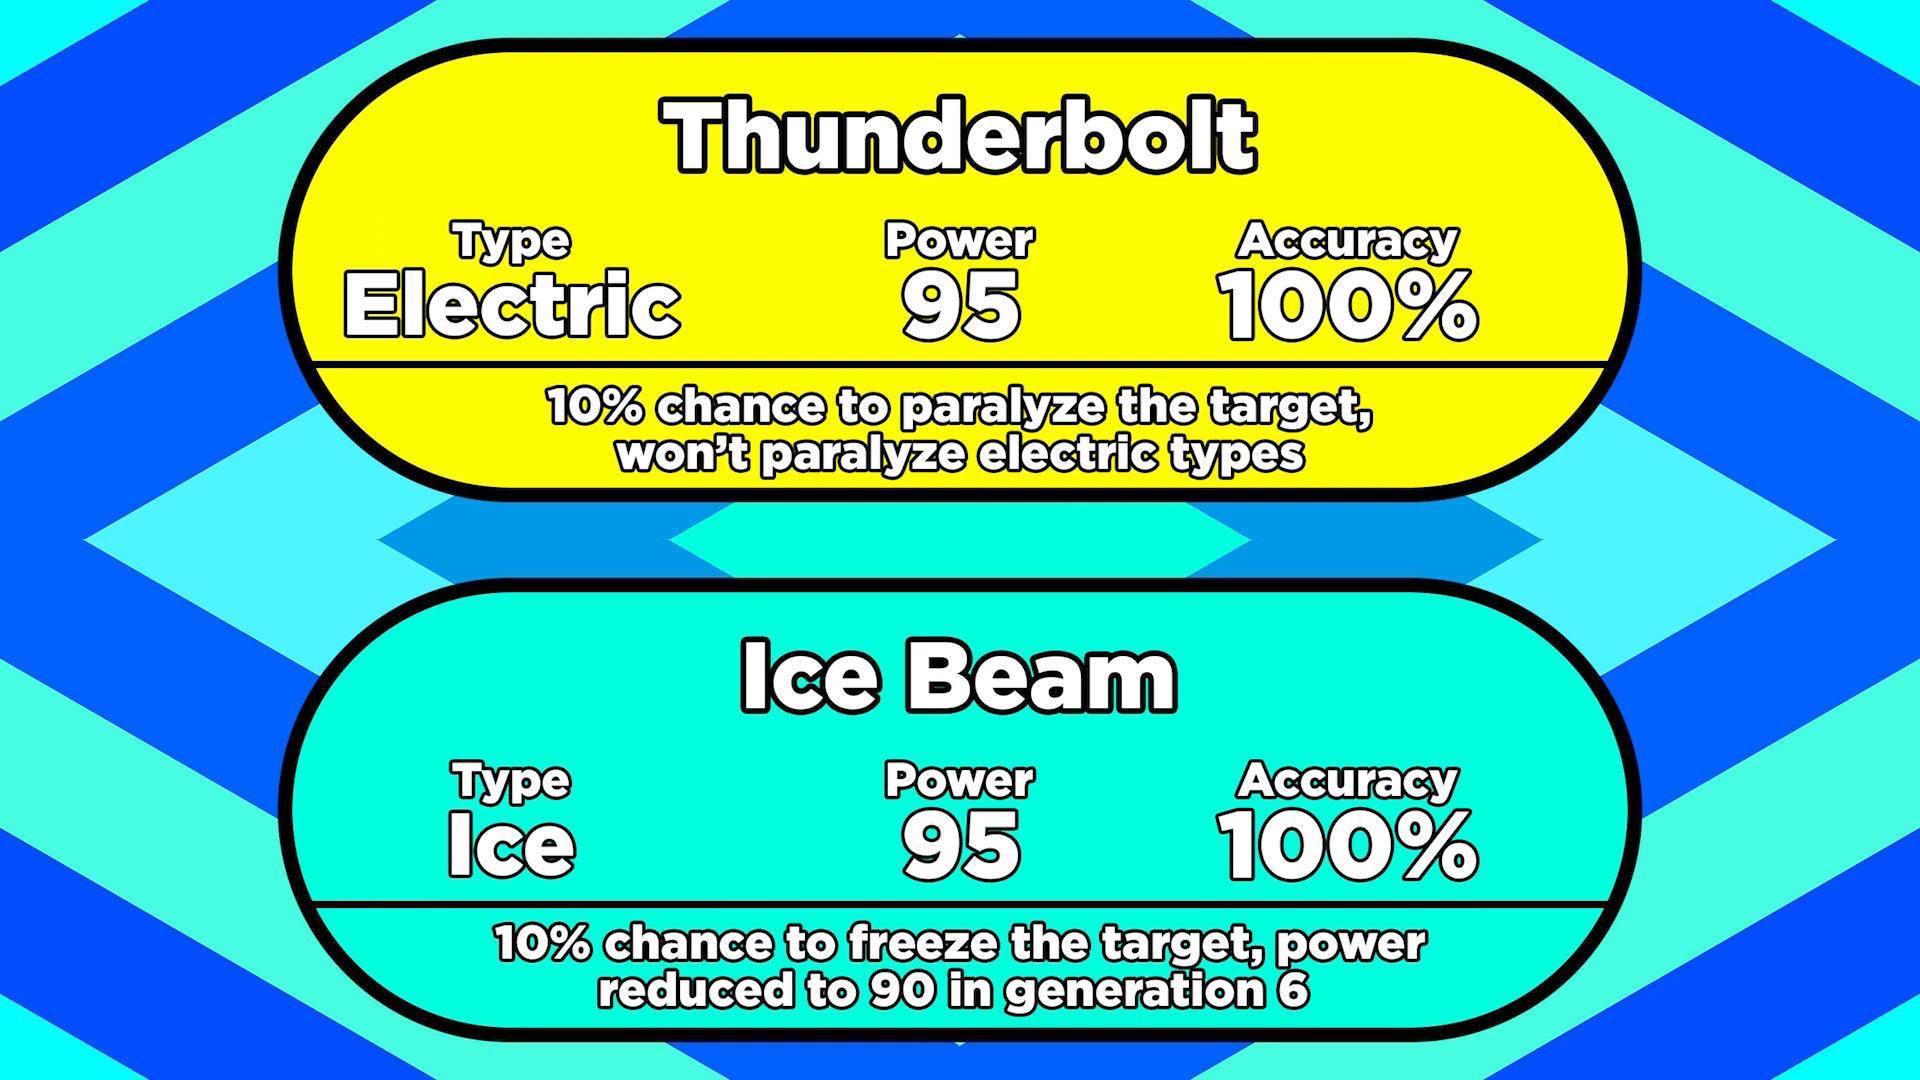 Thunderbolt
Type Power Accuracy
Electric 95 100%
10% chance to paralyze the target,
won't paralyze electric types
Ice Beam
Type Power Accuracy
Ice 95 100%
10% chance to freeze the target, power
reduced to 90 in generation 6